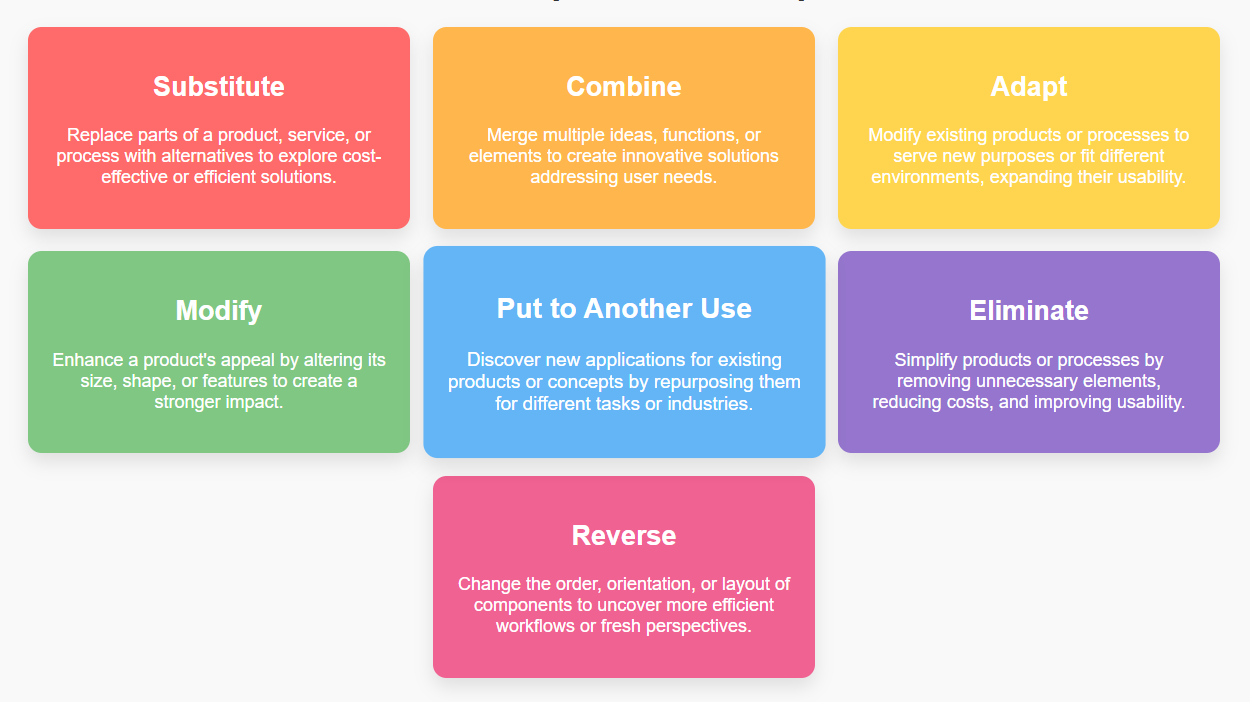 Substitute
Replace parts of a product, service, or
process with alternatives to explore cost-
effective or efficient solutions.
Combine
Merge multiple ideas, functions, or
elements to create innovative solutions
addressing user needs.
Adapt
Modify existing products or processes to
serve new purposes or fit different
environments, expanding their usability.
Modify
Enhance a product's appeal by altering its
size, shape, or features to create a
stronger impact.
Put to Another Use
Discover new applications for existing
products or concepts by repurposing them
for different tasks or industries.
Eliminate
Simplify products or processes by
removing unnecessary elements,
reducing costs, and improving usability.
Reverse
Change the order, orientation, or layout of
components to uncover more efficient
workflows or fresh perspectives.